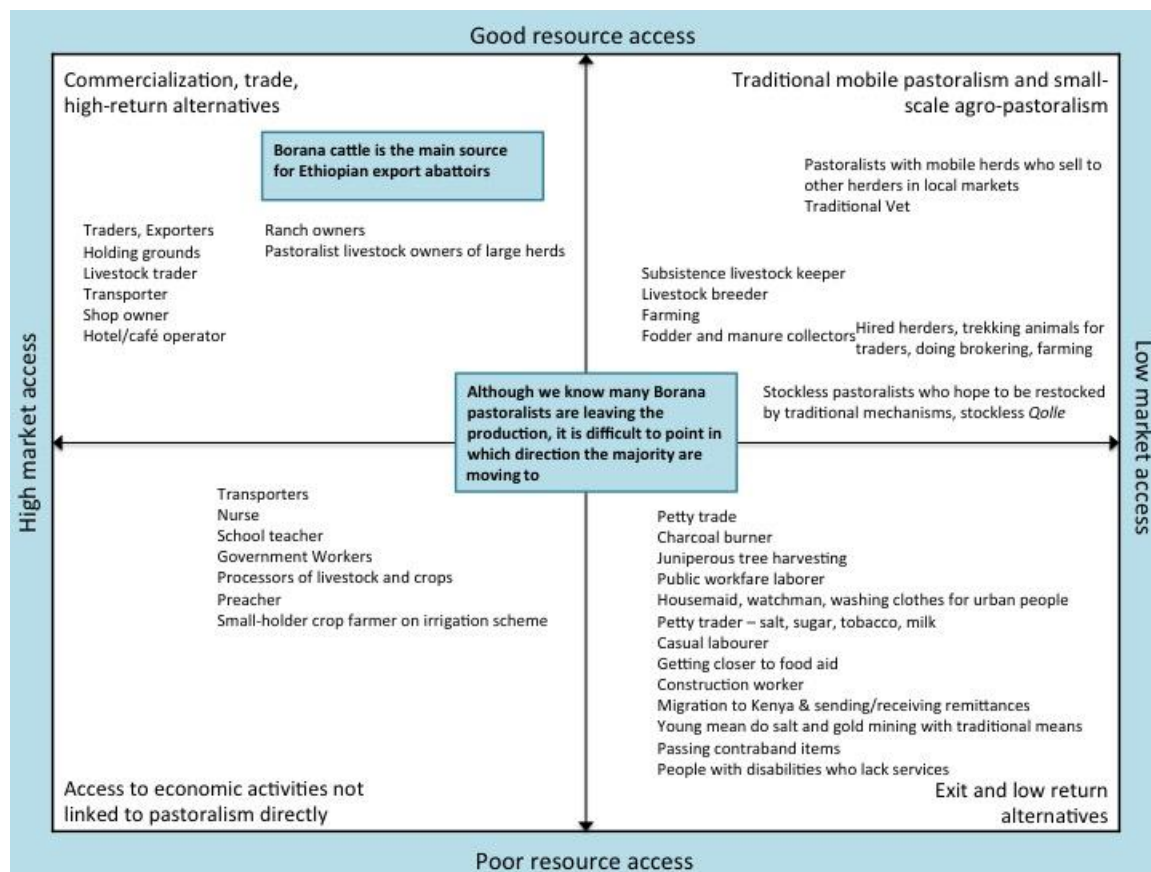 Good resource access
Commercialization, trade,
high-return alternatives
Borana cattle is the main source
for Ethiopian export abattoirs
Traders, Exporters
Holding grounds
Livestock trader
Transporter
Shop owner
Hotel/café operator
Ranch owners
Pastoralist livestock owners of large herds
Traditional mobile pastoralism and small-
scale agro-pastoralism
Pastoralists with mobile herds who sell to
other herders in local markets
Traditional Vet
Subsistence livestock keeper
Livestock breeder
Farming
Fodder and manure collectors
Hired herders, trekking animals for
traders, doing brokering, farming
Stockless pastoralists who hope to be restocked
by traditional mechanisms, stockless Qolle
High market access
Although we know many Borana
pastoralists are leaving the
production, it is difficult to point in
which direction the majority are
moving to
Low market access
Transporters
Nurse
School teacher
Government Workers
Processors of livestock and crops
Preacher
Small-holder crop farmer on irrigation scheme
Access to economic activities not
linked to pastoralism directly
Petty trade
Charcoal burner
Juniperous tree harvesting
Public workfare laborer
Housemaid, watchman, washing clothes for urban people
Petty trader – salt, sugar, tobacco, milk
Casual labourer
Getting closer to food aid
Construction worker
Migration to Kenya & sending/receiving remittances
Young mean do salt and gold mining with traditional means
Passing contraband items
People with disabilities who lack services
Exit and low return
alternatives
Poor resource access